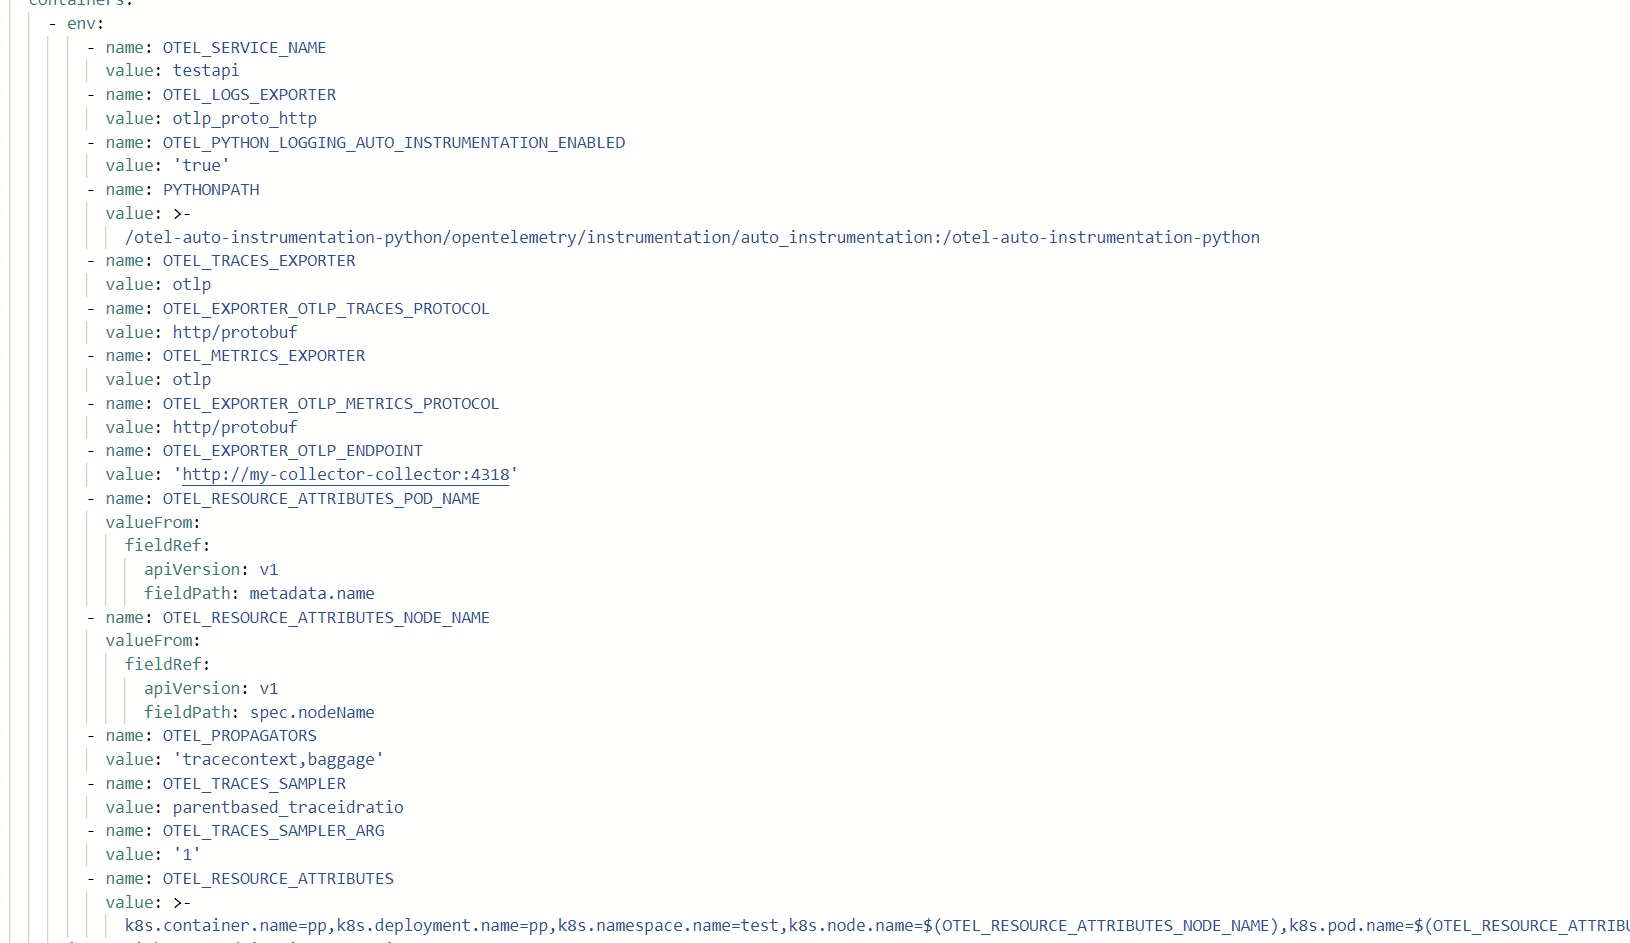 containers:
- env:
- name: OTEL_SERVICE_NAME
value: testapi
- name: OTEL_LOGS_EXPORTER
value: otlp_proto_http
- name: OTEL_PYTHON_LOGGING_AUTO_INSTRUMENTATION_ENABLED
value: 'true'
- name: PYTHONPATH
value: >-
/otel-auto-instrumentation-python/opentelemetry/instrumentation/auto_instrumentation:/otel-auto-instrumentation-python
- name: OTEL_TRACES_EXPORTER
value: otlp
- name: OTEL_EXPORTER_OTLP_TRACES_PROTOCOL
value: http/protobuf
- name: OTEL_METRICS_EXPORTER
value: otlp
- name: OTEL_EXPORTER_OTLP_METRICS_PROTOCOL
value: http/protobuf
- name: OTEL_EXPORTER_OTLP_ENDPOINT
value: 'http://my-collector-collector:4318'
- name: OTEL_RESOURCE_ATTRIBUTES_POD_NAME
valueFrom:
fieldRef:
apiVersion: v1
fieldPath: metadata.name
- name: OTEL_RESOURCE_ATTRIBUTES_NODE_NAME
valueFrom:
fieldRef:
apiVersion: v1
fieldPath: spec.nodeName
- name: OTEL_PROPAGATORS
value: 'tracecontext,baggage'
- name: OTEL_TRACES_SAMPLER
value: parentbased_traceidratio
- name: OTEL_TRACES_SAMPLER_ARG
value: '1'
- name: OTEL_RESOURCE_ATTRIBUTES
value: >-
k8s.container.name=pp,k8s.deployment.name=pp,k8s.namespace.name=test,k8s.node.name=$(OTEL_RESOURCE_ATTRIBUTES_NODE_NAME),k8s.pod.name=$(OTEL_RESOURCE_ATTRIBU